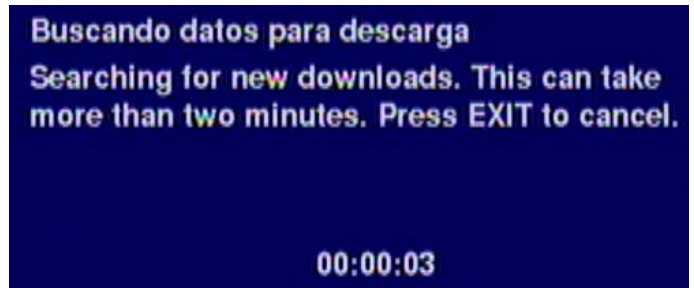 Buscando datos para descarga
Searching for new downloads. This can take
more than two minutes. Press EXIT to cancel.
00:00:03